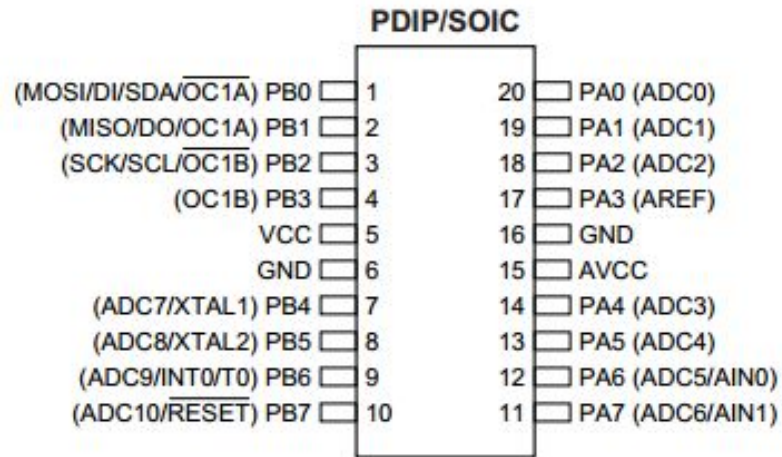 PDIP/SOIC
(MOSI/DI/SDA/OC1A) PB0 1 20 PA0 (ADC0)
(MISO/DO/OC1A) PB1 2 19 PA1 (ADC1)
(SCK/SCL/OC1B) PB2 3 18 PA2 (ADC2)
(OC1B) PB3 4 17 PA3 (AREF)
VCC 5 16 GND
GND 6 15 AVCC
(ADC7/XTAL1) PB4 7 14 PA4 (ADC3)
(ADC8/XTAL2) PB5 8 13 PA5 (ADC4)
(ADC9/INT0/T0) PB6 9 12 PA6 (ADC5/AIN0)
(ADC10/RESET) PB7 10 11 PA7 (ADC6/AIN1)